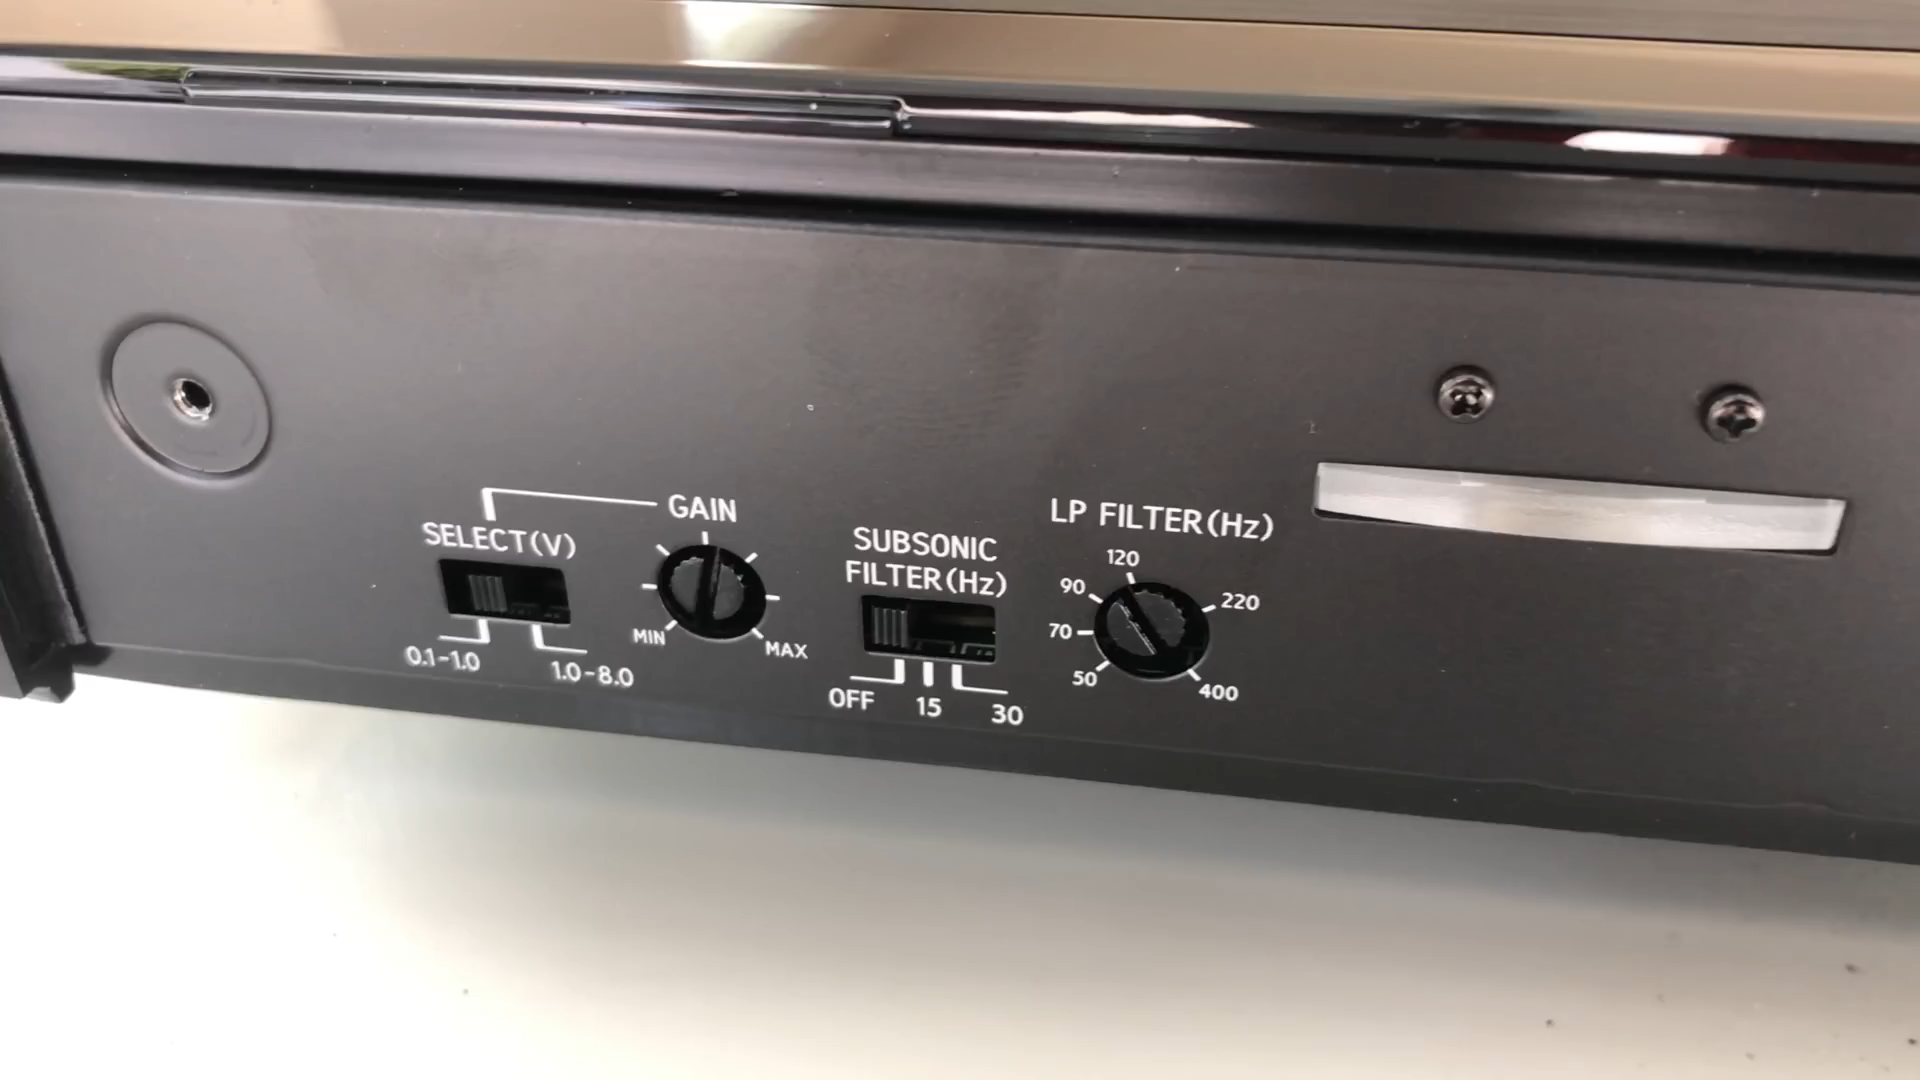 GAIN
SELECT(V)
0.1-1.0
1.0-8.0
MIN
MAX
SUBSONIC
FILTER(Hz)
OFF
15
30
LP FILTER(Hz)
120
90
220
70
50
400